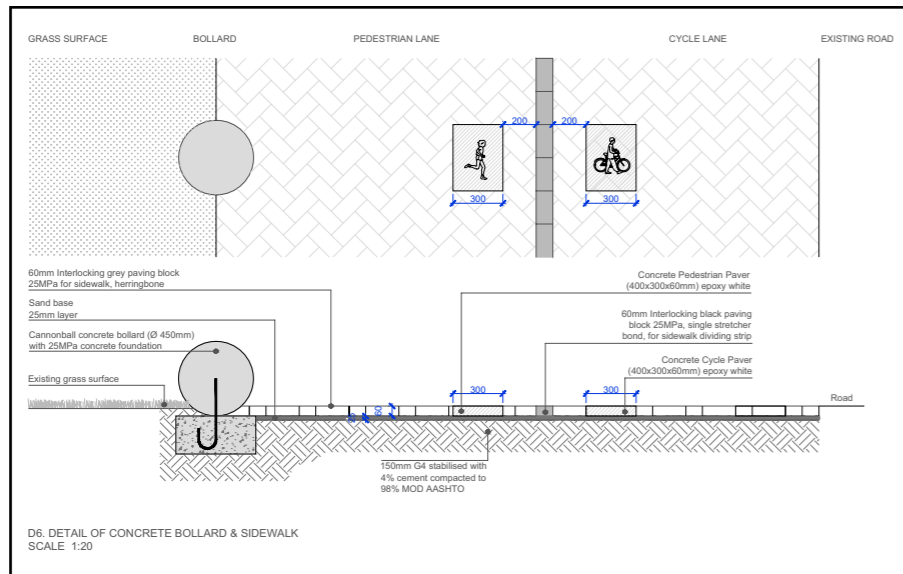 GRASS SURFACE
BOLLARD
PEDESTRIAN LANE
CYCLE LANE
EXISTING ROAD
200
200
300
300
60mm Interlocking grey paving block
25MPa for sidewalk, herringbone
Sand base
25mm layer
Cannonball concrete bollard (Ø 450mm)
with 25MPa concrete foundation
Existing grass surface
Concrete Pedestrian Paver
(400x300x60mm) epoxy white
60mm Interlocking black paving
block 25MPa, single stretcher
bond, for sidewalk dividing strip
Concrete Cycle Paver
(400x300x60mm) epoxy white
300
300
Road
60
150mm G4 stabilised with
4% cement compacted to
98% MOD AASHTO
D6. DETAIL OF CONCRETE BOLLARD & SIDEWALK
SCALE 1:20